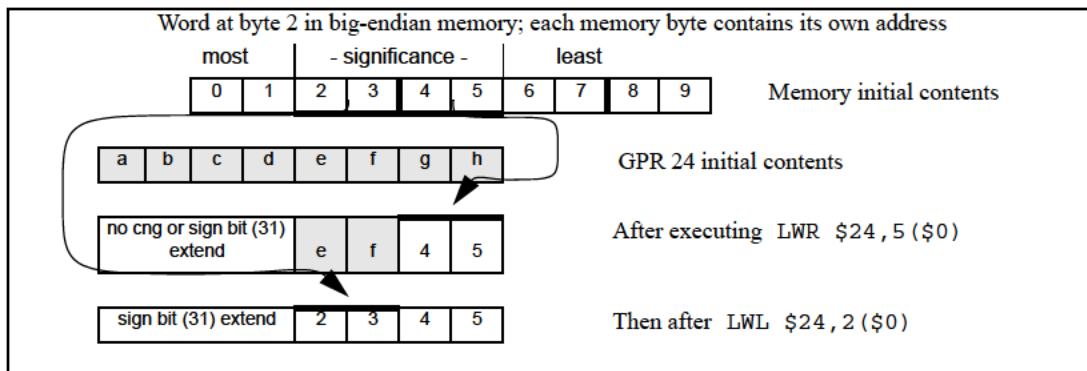 Word at byte 2 in big-endian memory; each memory byte contains its own address
most - significance - least
0 1 2 3 4 5 6 7 8 9 Memory initial contents
a b c d e f g h GPR 24 initial contents
no cng or sign bit (31)
extend e f 4 5 After executing LWR $24,5($0)
sign bit (31) extend 2 3 4 5 Then after LWL $24,2($0)